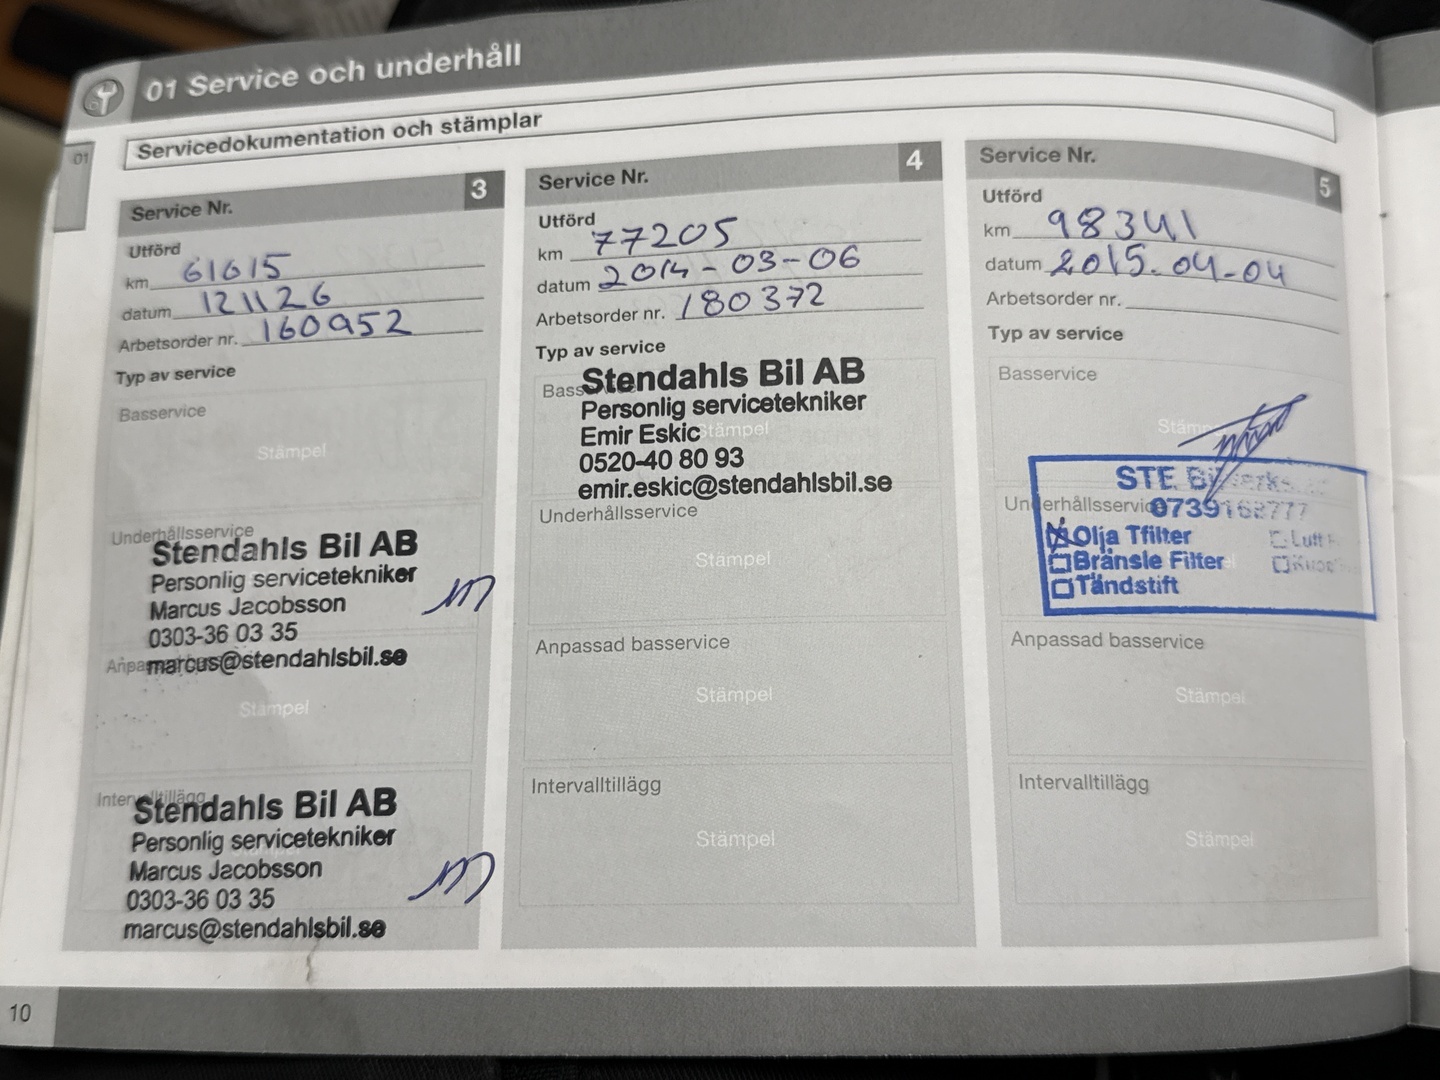 01 Service och underhåll
01
Servicedokumentation och stämplar
Service Nr. 3
Utförd
km 61615
datum 121126
Arbetsorder nr. 160952
Typ av service
Basservice
Stämpel
Underhållsservice
Stendahls Bil AB
Personlig servicetekniker
Marcus Jacobsson
0303-36 03 35
marcus@stendahlsbil.se
Stämpel
Intervalltillägg
Stendahls Bil AB
Personlig servicetekniker
Marcus Jacobsson
0303-36 03 35
marcus@stendahlsbil.se
Service Nr. 4
Utförd
km 77205
datum 2014-03-06
Arbetsorder nr. 180372
Typ av service
Stendahls Bil AB
Personlig servicetekniker
Emir Eskic Stämpel
0520-40 80 93
emir.eskic@stendahlsbil.se
Underhållsservice
Stämpel
Anpassad basservice
Stämpel
Intervalltillägg
Stämpel
Service Nr. 5
Utförd
km 98341
datum 2015.04-04
Arbetsorder nr.
Typ av service
Basservice
STE
Underhållsservice
0739168777
Olja Tfilter
Bränsle Filter
Tändstift
Anpassad basservice
Stämpel
Intervalltillägg
Stämpel
10